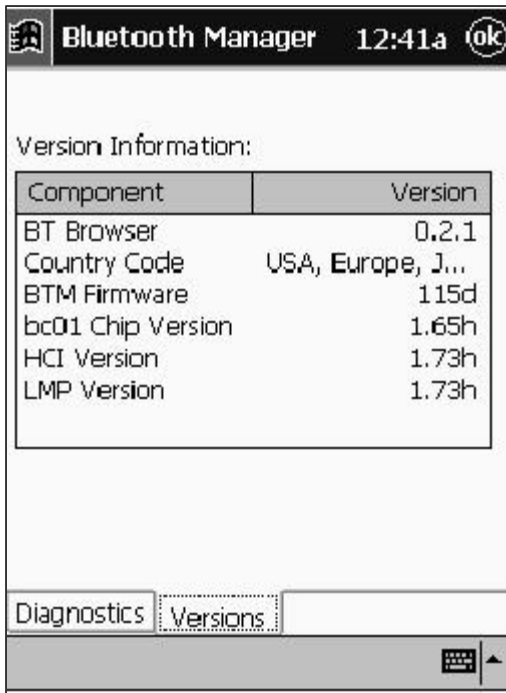 Bluetooth Manager 12:41a ok
Version Information:
Component Version
BT Browser 0.2.1
Country Code USA, Europe, J...
BTM Firmware 115d
bc01 Chip Version 1.65h
HCI Version 1.73h
LMP Version 1.73h
Diagnostics Versions